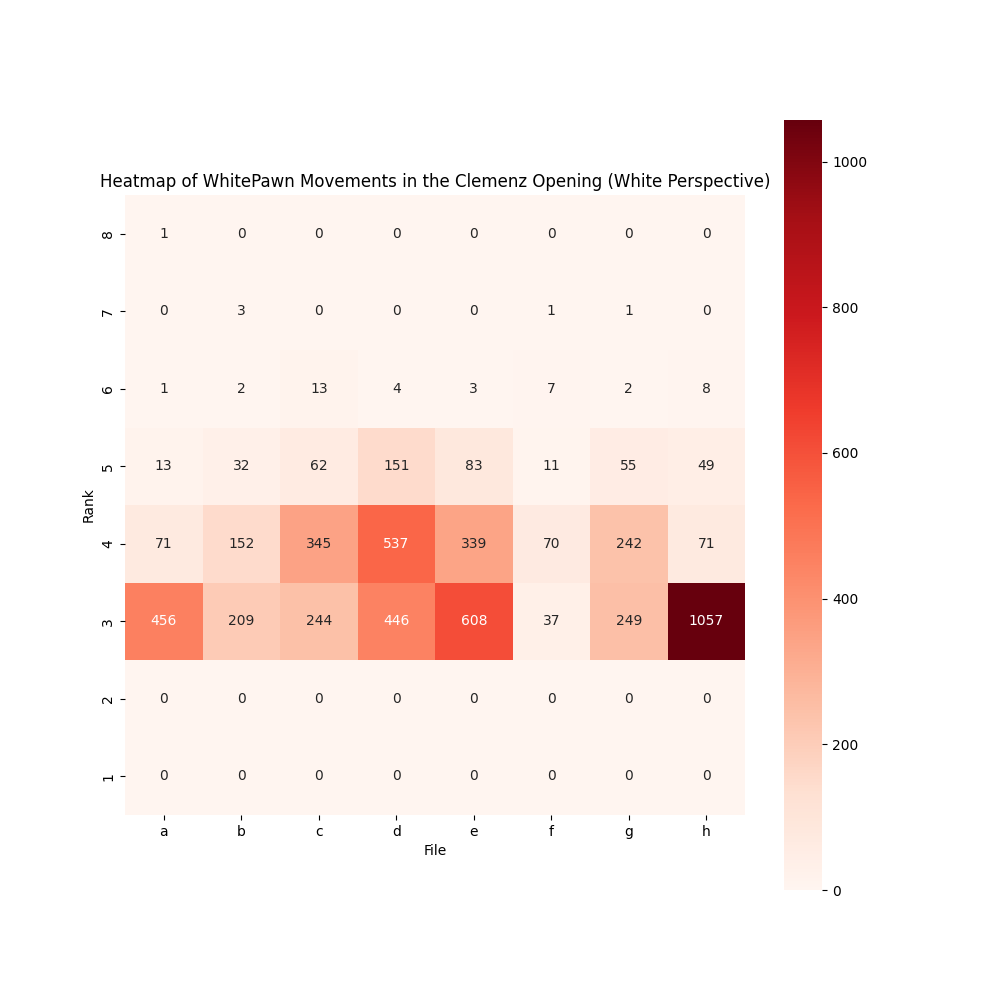 Heatmap of WhitePawn Movements in the Clemenz Opening (White Perspective)
8 1 0 0 0 0 0 0 0
7 0 3 0 0 0 1 1 0
6 1 2 13 4 3 7 2 8
5 13 32 62 151 83 11 55 49
4 71 152 345 537 339 70 242 71
3 456 209 244 446 608 37 249 1057
2 0 0 0 0 0 0 0 0
1 0 0 0 0 0 0 0 0
a b c d e f g h
File
Rank
1000
800
600
400
200
0